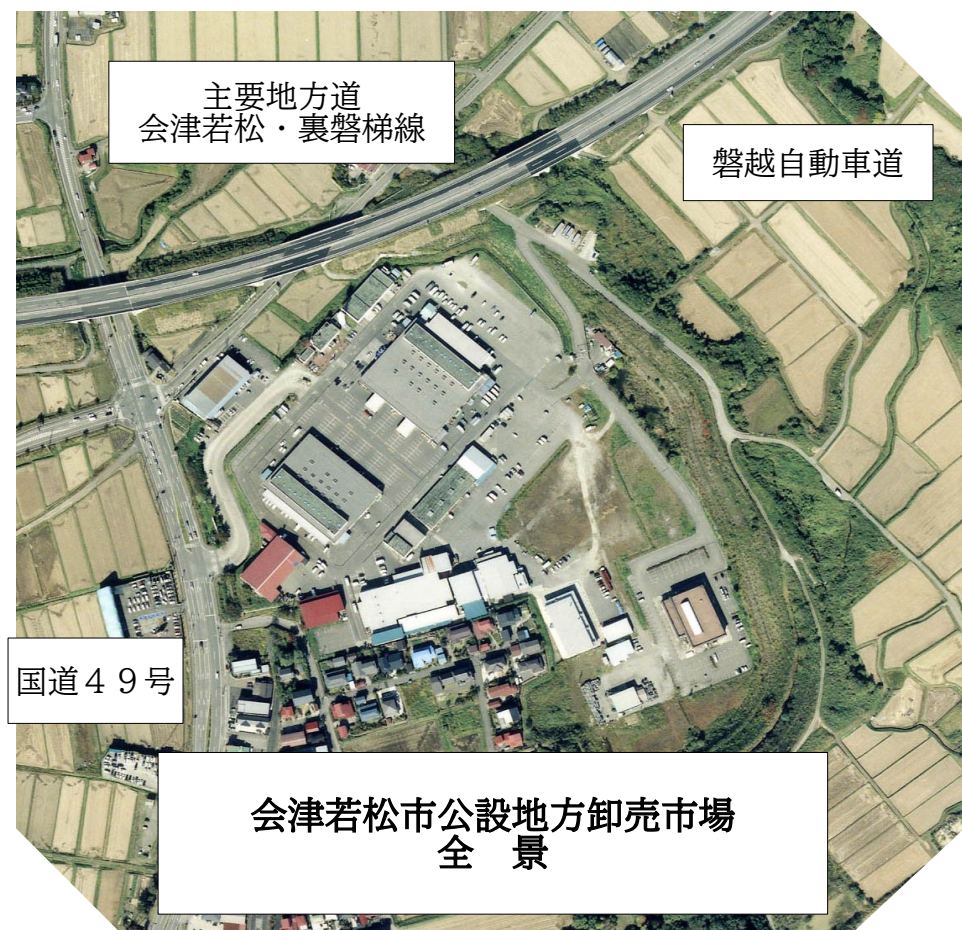 主要地方道
会津若松・裏磐梯線
磐越自動車道
国道４９号
会津若松市公設地方卸売市場
全　景